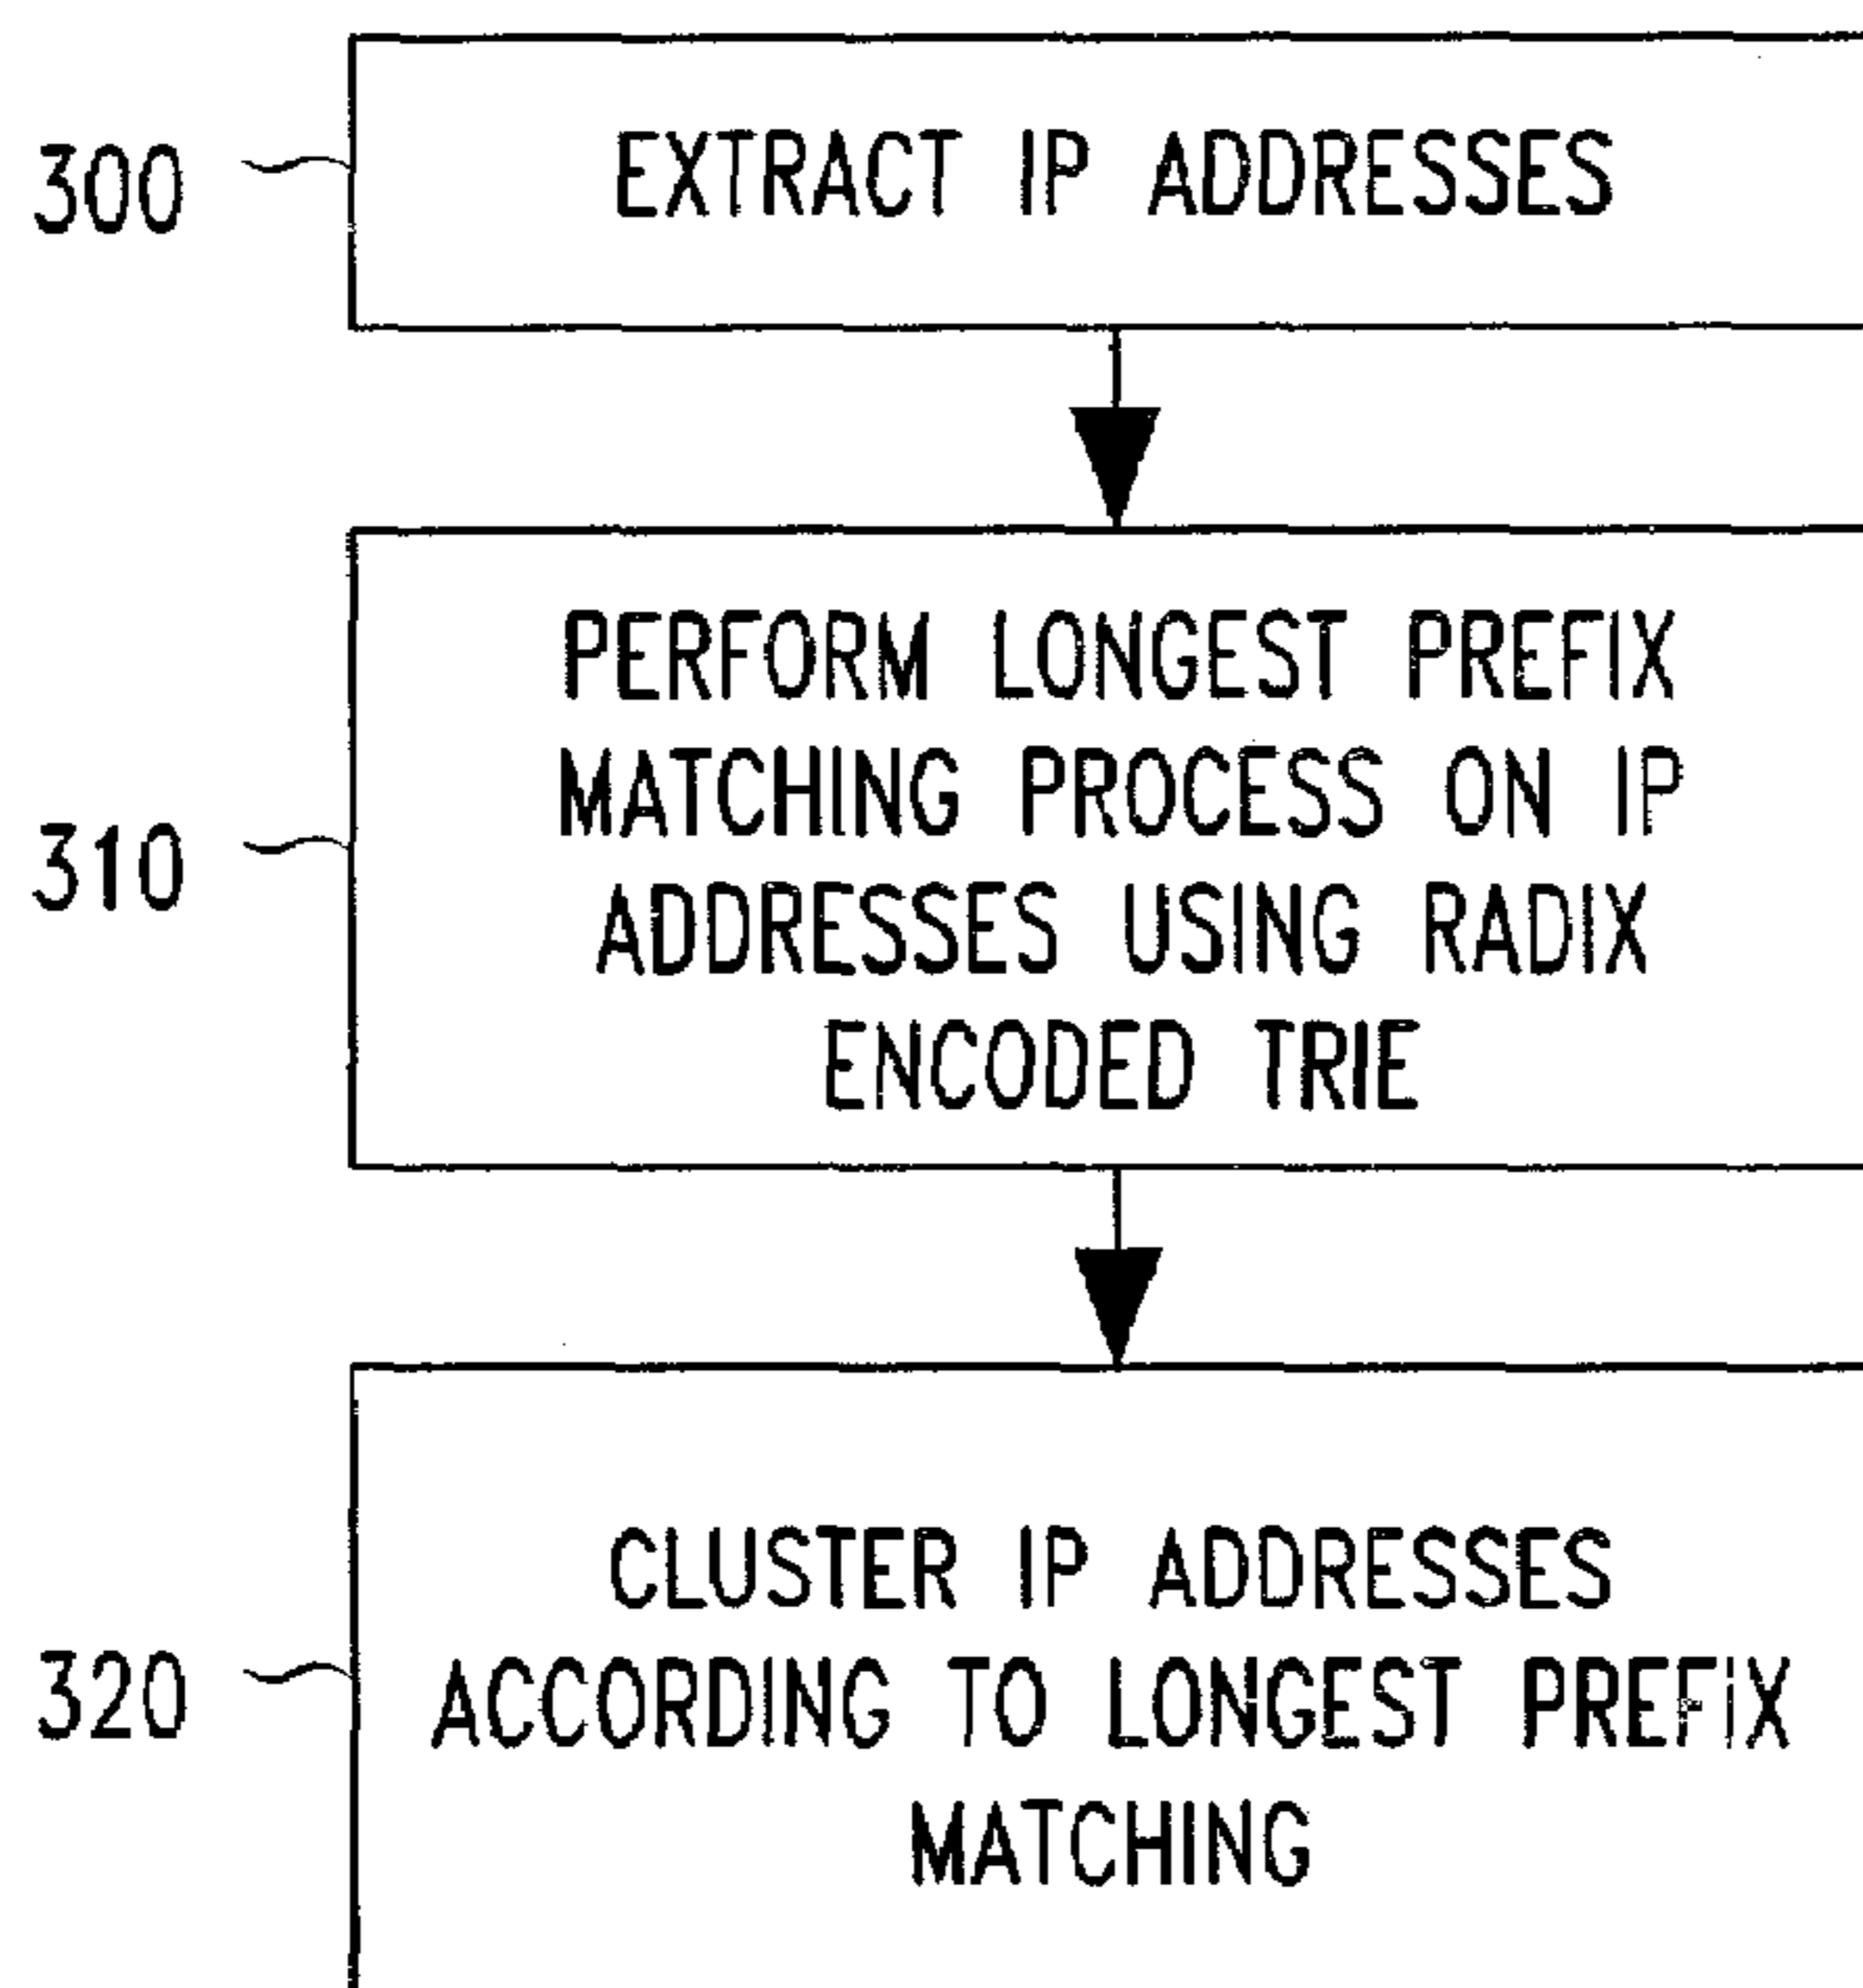 300
EXTRACT IP ADDRESSES
310
PERFORM LONGEST PREFIX
MATCHING PROCESS ON IP
ADDRESSES USING RADIX
ENCODED TRIE
320
CLUSTER IP ADDRESSES
ACCORDING TO LONGEST PREFIX
MATCHING